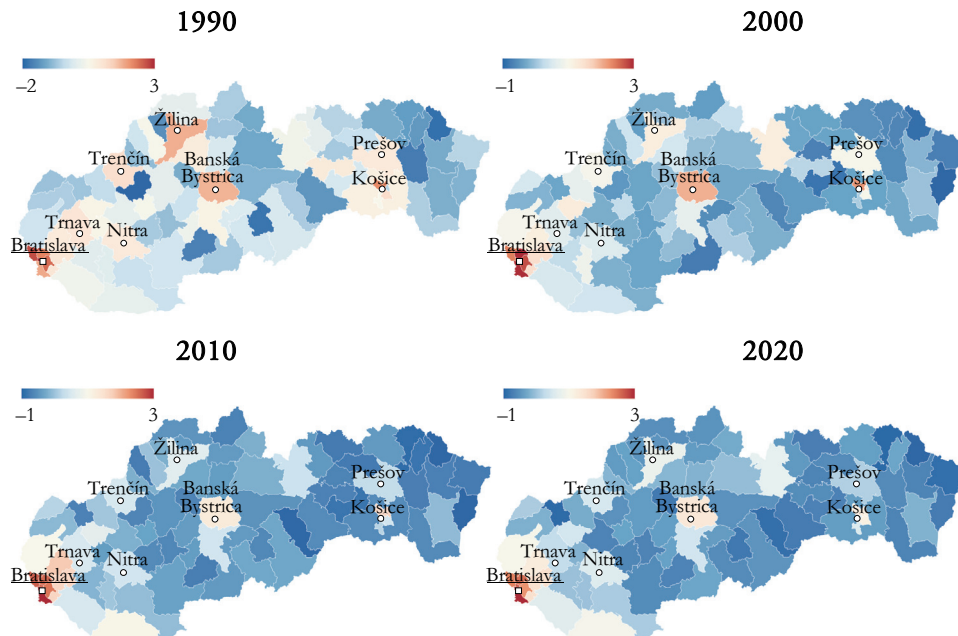 1990
2000
−2 3
−1 3
Žilina
Trenčín
Banská
Bystrica
Prešov
Košice
Trnava
Nitra
Bratislava
Žilina
Trenčín
Banská
Bystrica
Prešov
Košice
Trnava
Nitra
Bratislava
2010
2020
−1 3
−1 3
Žilina
Trenčín
Banská
Bystrica
Prešov
Košice
Trnava
Nitra
Bratislava
Žilina
Trenčín
Banská
Bystrica
Prešov
Košice
Trnava
Nitra
Bratislava